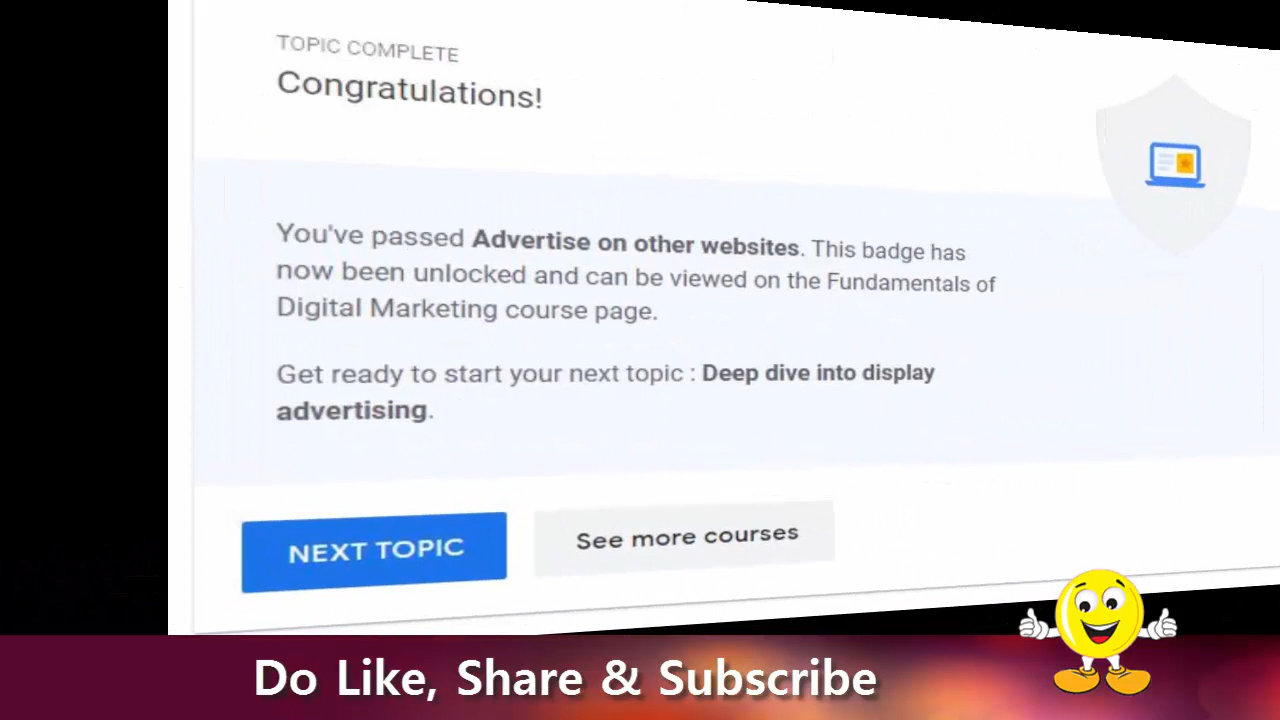 TOPIC COMPLETE
Congratulations!
You've passed Advertise on other websites. This badge has
now been unlocked and can be viewed on the Fundamentals of
Digital Marketing course page.
Get ready to start your next topic : Deep dive into display
advertising.
NEXT TOPIC
See more courses
Do Like, Share & Subscribe